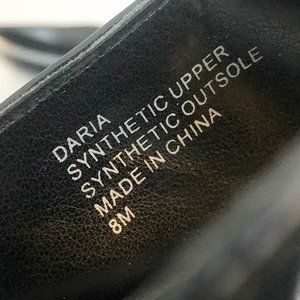 DARIA
SYNTHETIC UPPER
SYNTHETIC OUTSOLE
MADE IN CHINA
8M